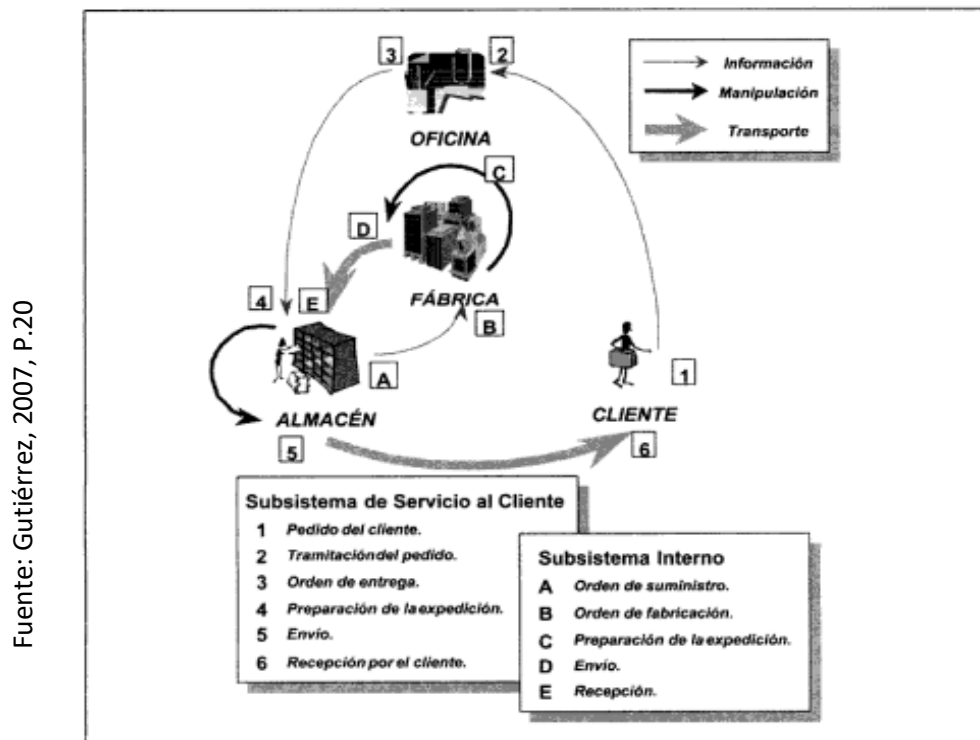 Fuente: Gutiérrez, 2007, P.20
3
2
OFICINA
Información
Manipulación
Transporte
C
D
FÁBRICA
4
E
B
A
1
ALMACÉN
CLIENTE
5
6
Subsistema de Servicio al Cliente
1 Pedido del cliente.
2 Tramitación del pedido.
3 Orden de entrega.
4 Preparación de la expedición.
5 Envío.
6 Recepción por el cliente.
Subsistema Interno
A Orden de suministro.
B Orden de fabricación.
C Preparación de la expedición.
D Envío.
E Recepción.